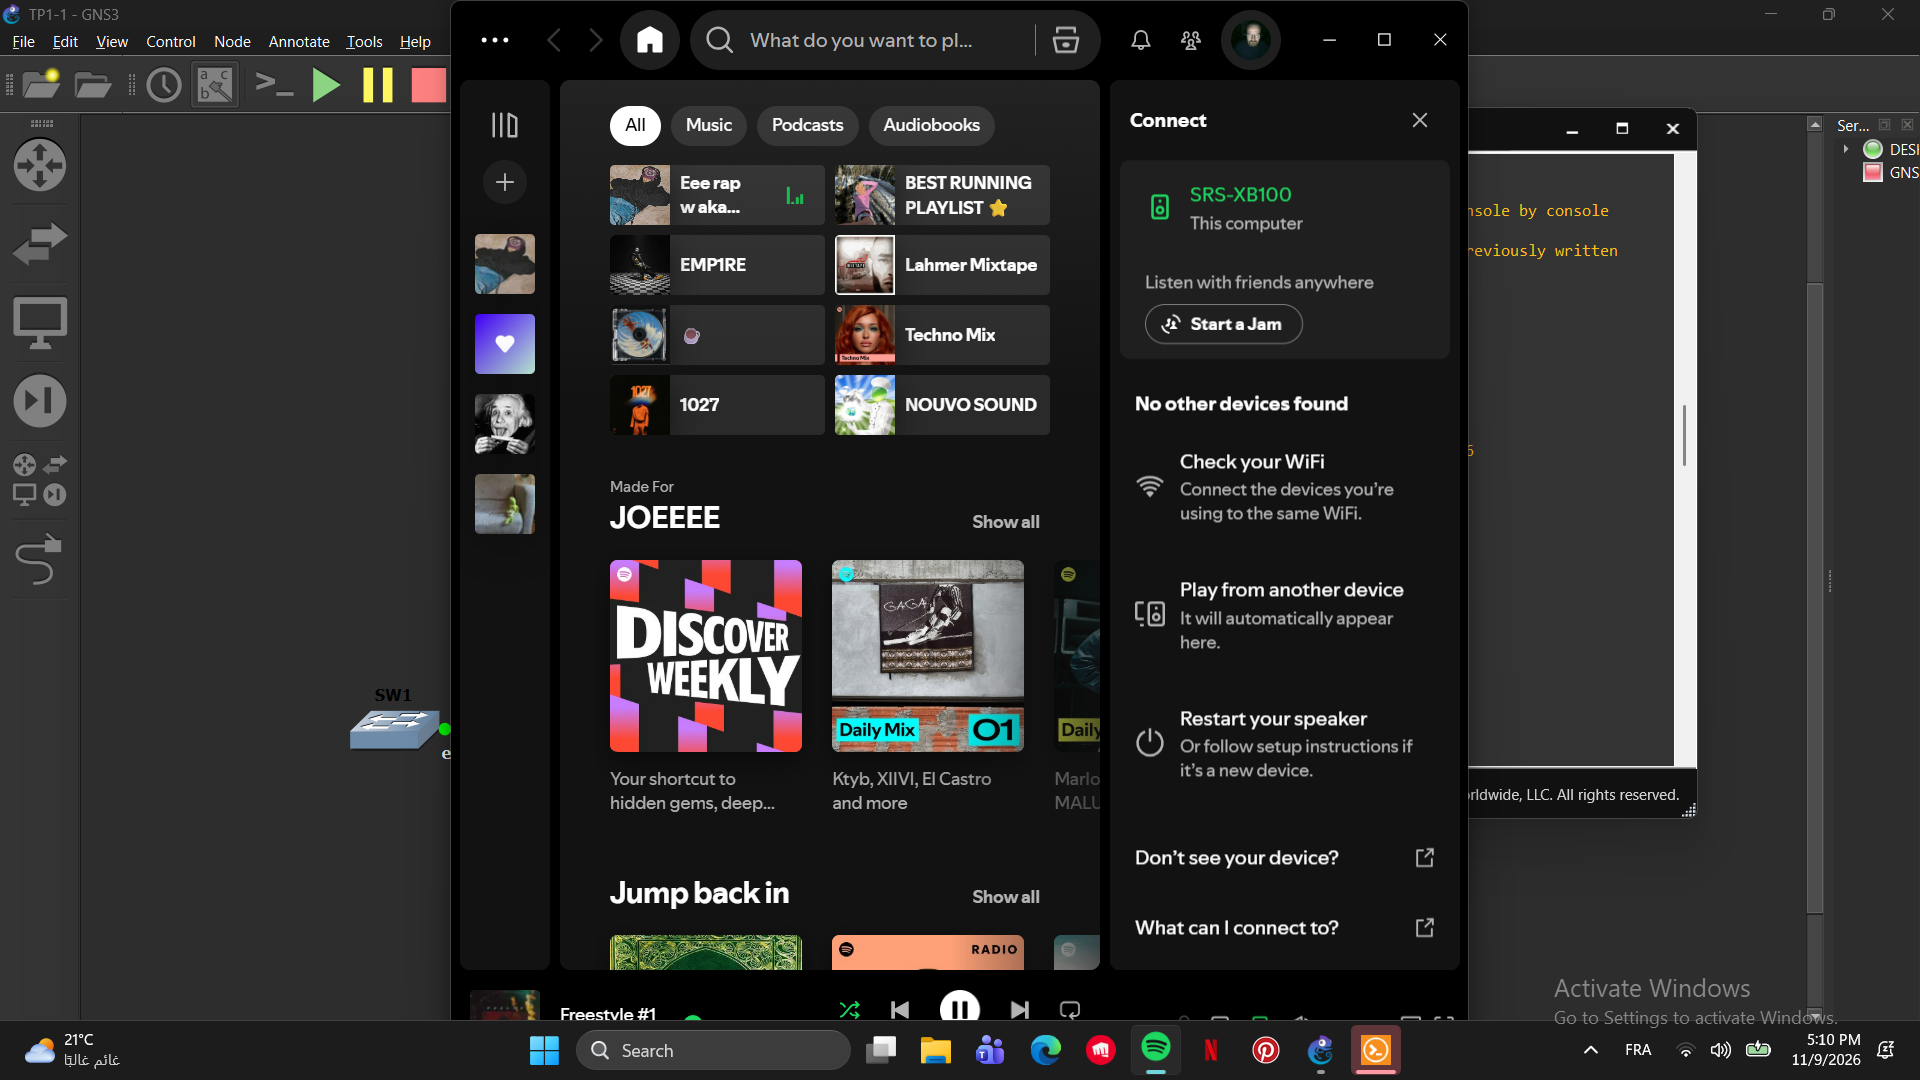 TP1-1 - GNS3
File Edit View Control Node Annotate Tools Help
What do you want to pl...
All Music Podcasts Audiobooks
Eee rap
w aka...
BEST RUNNING
PLAYLIST ⭐
EMP1RE
Lahmer Mixtape
Techno Mix
Techno Mix
1027
1027
NOUVO SOUND
Made For
JOEEEE
Show all
DISCOVER
WEEKLY
GAGA
Daily Mix 01
Daily
Your shortcut to
hidden gems, deep...
Ktyb, XIIVI, El Castro
and more
Marlo
MALU
Jump back in
Show all
RADIO
Freestyle #1
Connect
SRS-XB100
This computer
Listen with friends anywhere
Start a Jam
No other devices found
Check your WiFi
Connect the devices you're
using to the same WiFi.
Play from another device
It will automatically appear
here.
Restart your speaker
Or follow setup instructions if
it's a new device.
Don't see your device?
What can I connect to?
SW1
e
nsole by console
reviously written
6
rldwide, LLC. All rights reserved.
Ser...
DESI
GNS
Activate Windows
Go to Settings to activate Windows.
21°C
غائم غالبًا
Search
FRA
5:10 PM
11/9/2026